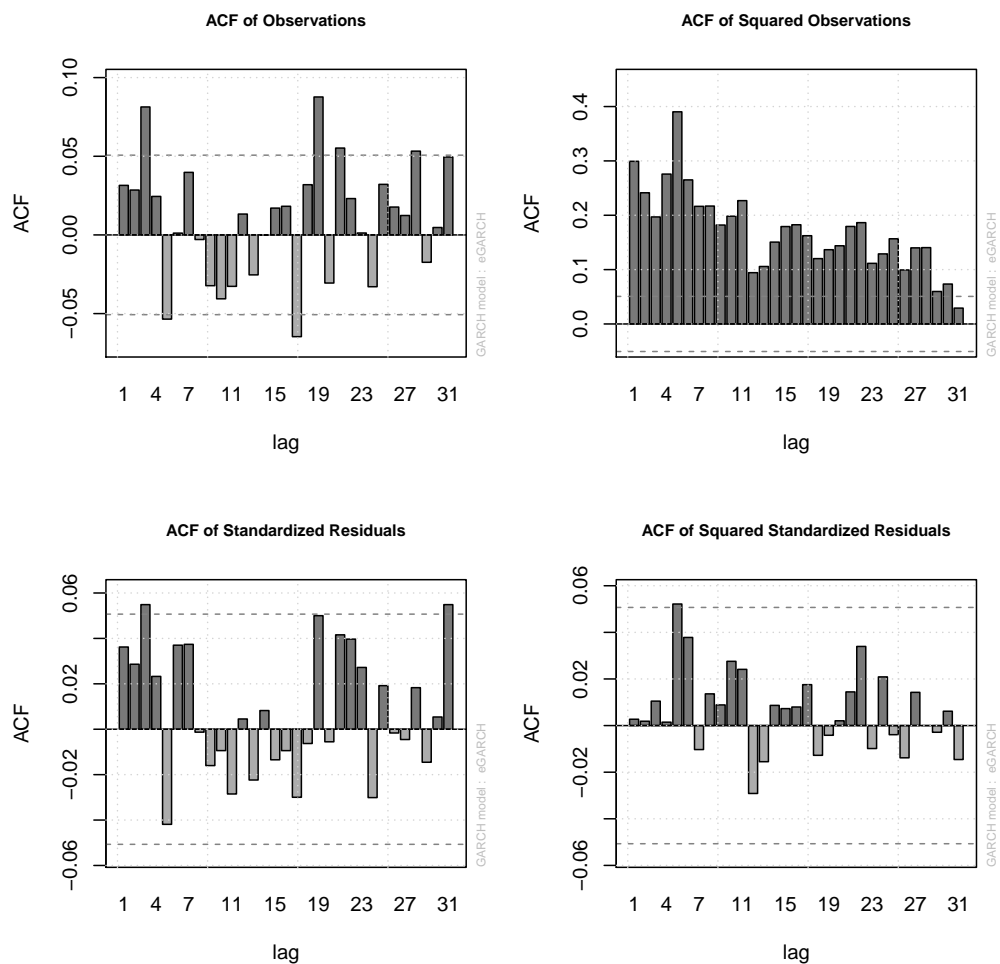 ACF of Observations
ACF
0.10
0.05
0.00
−0.05
1 4 7 11 15 19 23 27 31
lag
GARCH model : eGARCH
ACF of Squared Observations
ACF
0.4
0.3
0.2
0.1
0.0
1 4 7 11 15 19 23 27 31
lag
GARCH model : eGARCH
ACF of Standardized Residuals
ACF
0.06
0.02
−0.02
−0.06
1 4 7 11 15 19 23 27 31
lag
GARCH model : eGARCH
ACF of Squared Standardized Residuals
ACF
0.06
0.02
−0.02
−0.06
1 4 7 11 15 19 23 27 31
lag
GARCH model : eGARCH